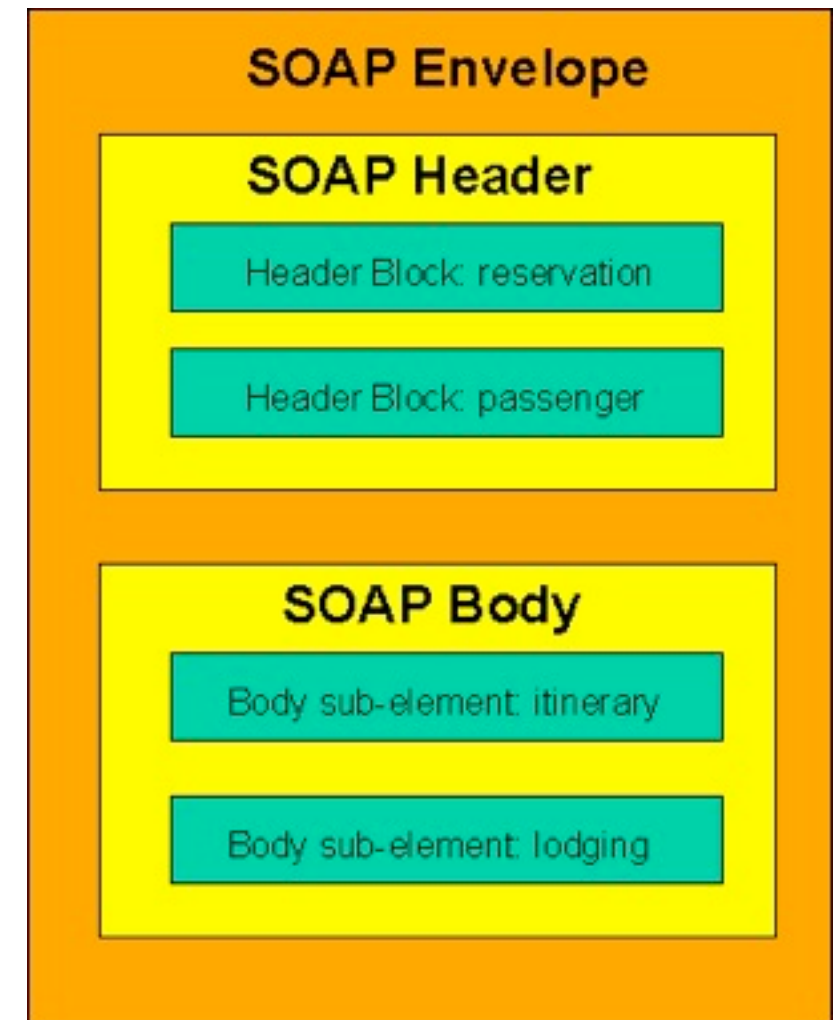 SOAP Envelope
SOAP Header
Header Block: reservation
Header Block: passenger
SOAP Body
Body sub-element: itinerary
Body sub-element: lodging